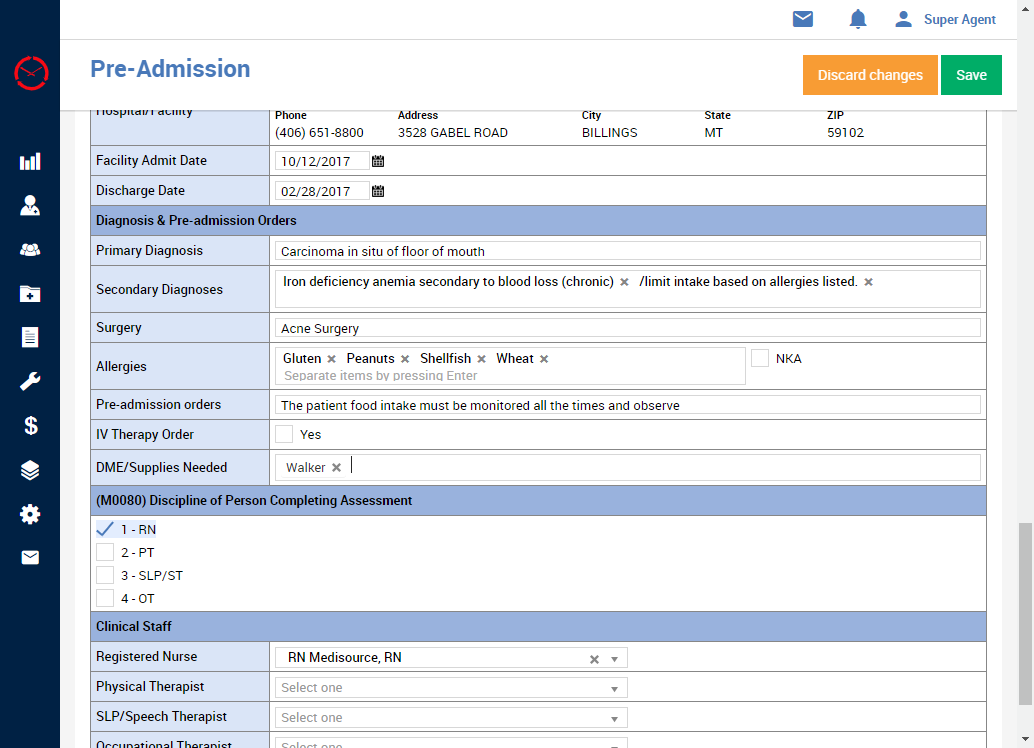 Super Agent
Pre-Admission
Discard changes
Save
Hospital/Facility
Phone Address City State ZIP
(406) 651-8800 3528 GABEL ROAD BILLINGS MT 59102
Facility Admit Date 10/12/2017
Discharge Date 02/28/2017
Diagnosis & Pre-admission Orders
Primary Diagnosis Carcinoma in situ of floor of mouth
Secondary Diagnoses Iron deficiency anemia secondary to blood loss (chronic) × /limit intake based on allergies listed. ×
Surgery Acne Surgery
Allergies Gluten × Peanuts × Shellfish × Wheat × NKA
Separate items by pressing Enter
Pre-admission orders The patient food intake must be monitored all the times and observe
IV Therapy Order Yes
DME/Supplies Needed Walker ×
(M0080) Discipline of Person Completing Assessment
1 - RN
2 - PT
3 - SLP/ST
4 - OT
Clinical Staff
Registered Nurse RN Medisource, RN ×
Physical Therapist Select one
SLP/Speech Therapist Select one
Occupational Therapist Select one